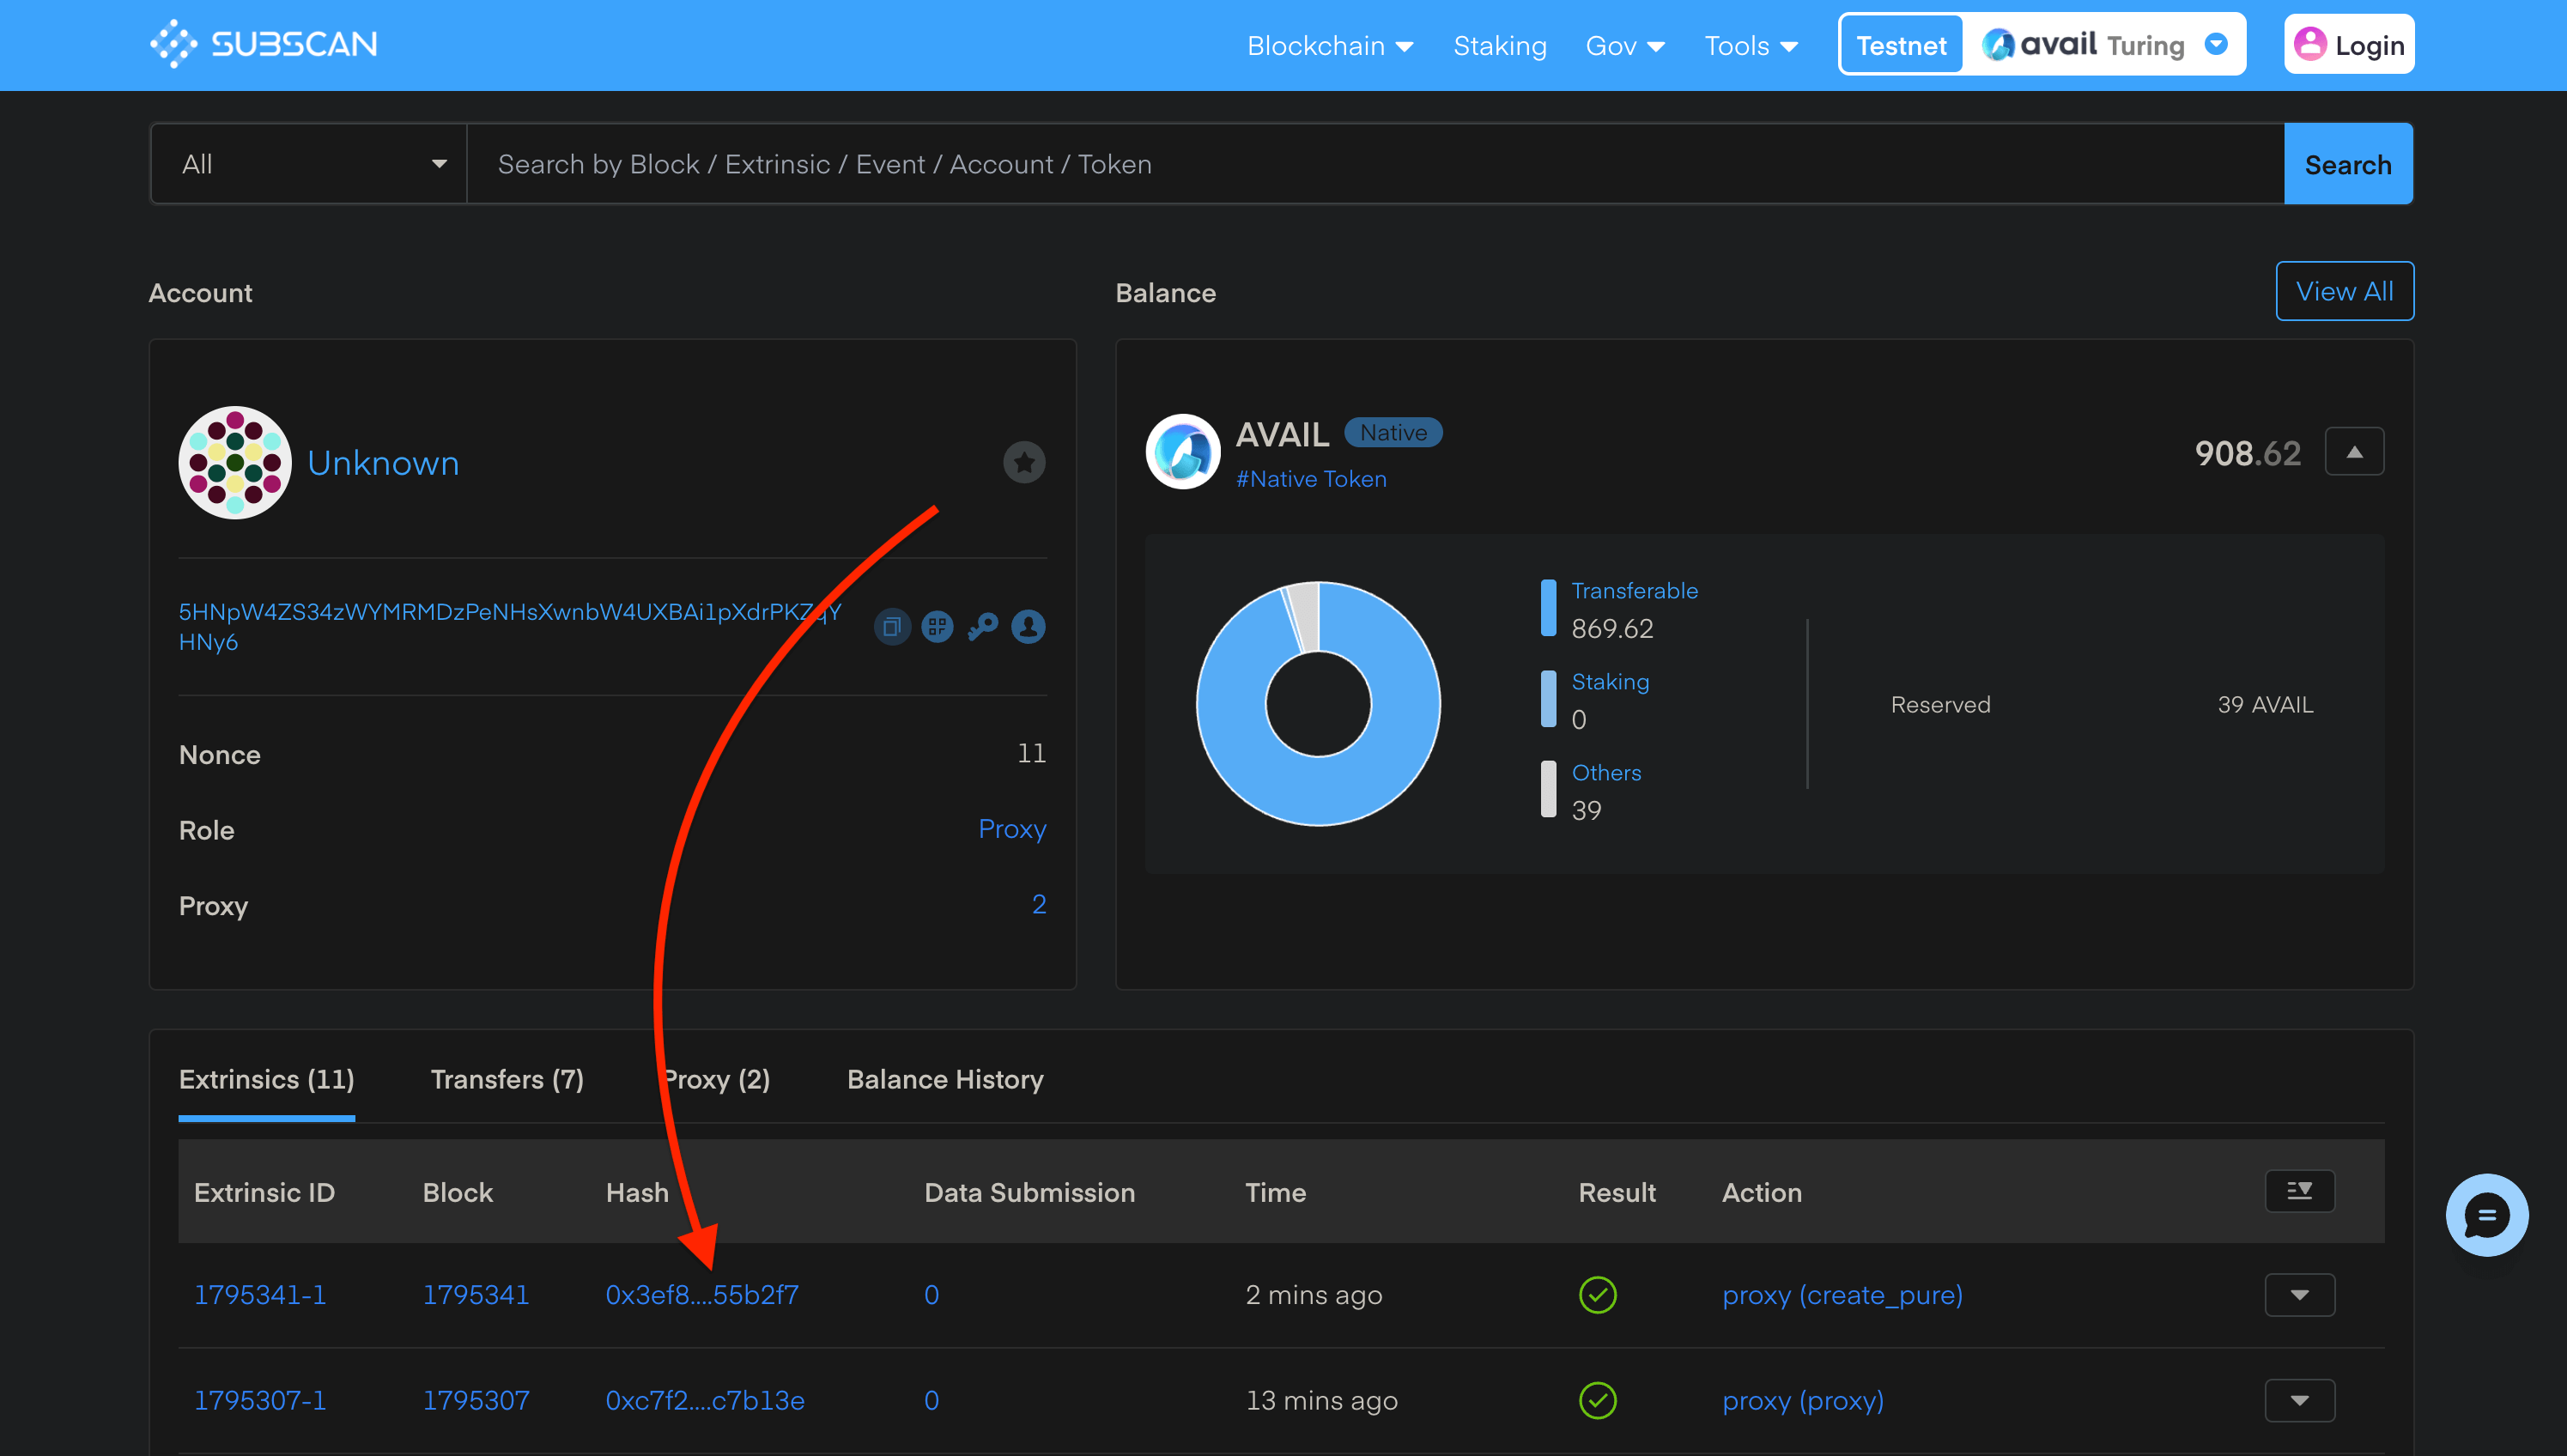 SUBSCAN
Blockchain
Staking
Gov
Tools
Testnet
avail Turing
Login
All
Search by Block / Extrinsic / Event / Account / Token
Search
Account
Unknown
5HNpW4ZS34zWYMRMDzPeNHsXwnbW4UXBAi1pXdrPKZqY
HNy6
Nonce 11
Role Proxy
Proxy 2
Balance
View All
AVAIL Native
#Native Token
908.62
Transferable
869.62
Staking
0
Others
39
Reserved 39 AVAIL
Extrinsics (11) Transfers (7) Proxy (2) Balance History
Extrinsic ID Block Hash Data Submission Time Result Action
1795341-1 1795341 0x3ef8....55b2f7 0 2 mins ago proxy (create_pure)
1795307-1 1795307 0xc7f2....c7b13e 0 13 mins ago proxy (proxy)